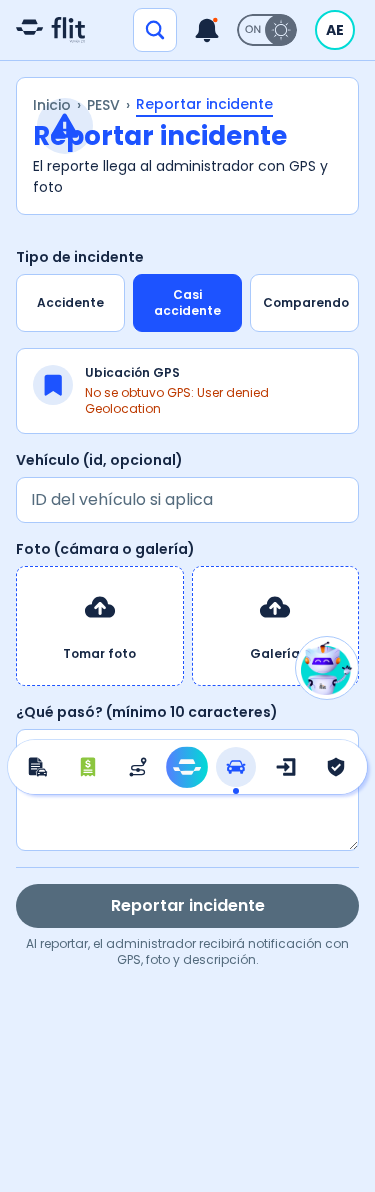 flit
ON
AE
Inicio › PESV › Reportar incidente
Reportar incidente
El reporte llega al administrador con GPS y
foto
Tipo de incidente
Accidente
Casi
accidente
Comparendo
Ubicación GPS
No se obtuvo GPS: User denied
Geolocation
Vehículo (id, opcional)
ID del vehículo si aplica
Foto (cámara o galería)
Tomar foto
Galería
¿Qué pasó? (mínimo 10 caracteres)
Reportar incidente
Al reportar, el administrador recibirá notificación con
GPS, foto y descripción.